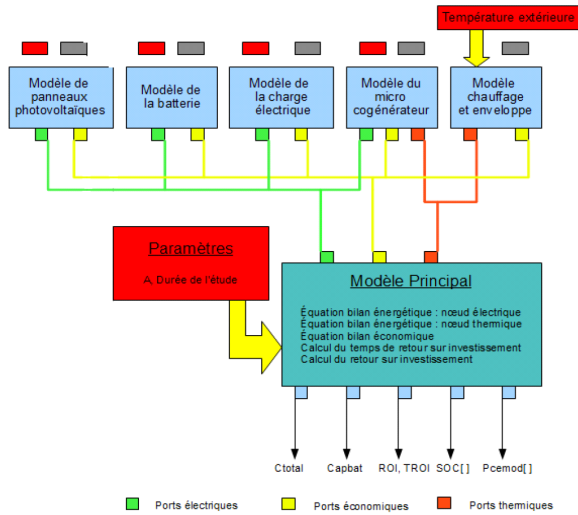 Température extérieure
Modèle de
panneaux
photovoltaïques
Modèle de
la batterie
Modèle de
la charge
électrique
Modèle du
micro
cogénérateur
Modèle
chauffage
et enveloppe
Paramètres
A, Durée de l'étude
Modèle Principal
Équation bilan énergétique : nœud électrique
Équation bilan énergétique : nœud thermique
Équation bilan économique
Calcul du temps de retour sur investissement
Calcul du retour sur investissement
Ctotal
Capbat
ROI, TROI
SOC[ ]
Pcemod[ ]
Ports électriques
Ports économiques
Ports thermiques